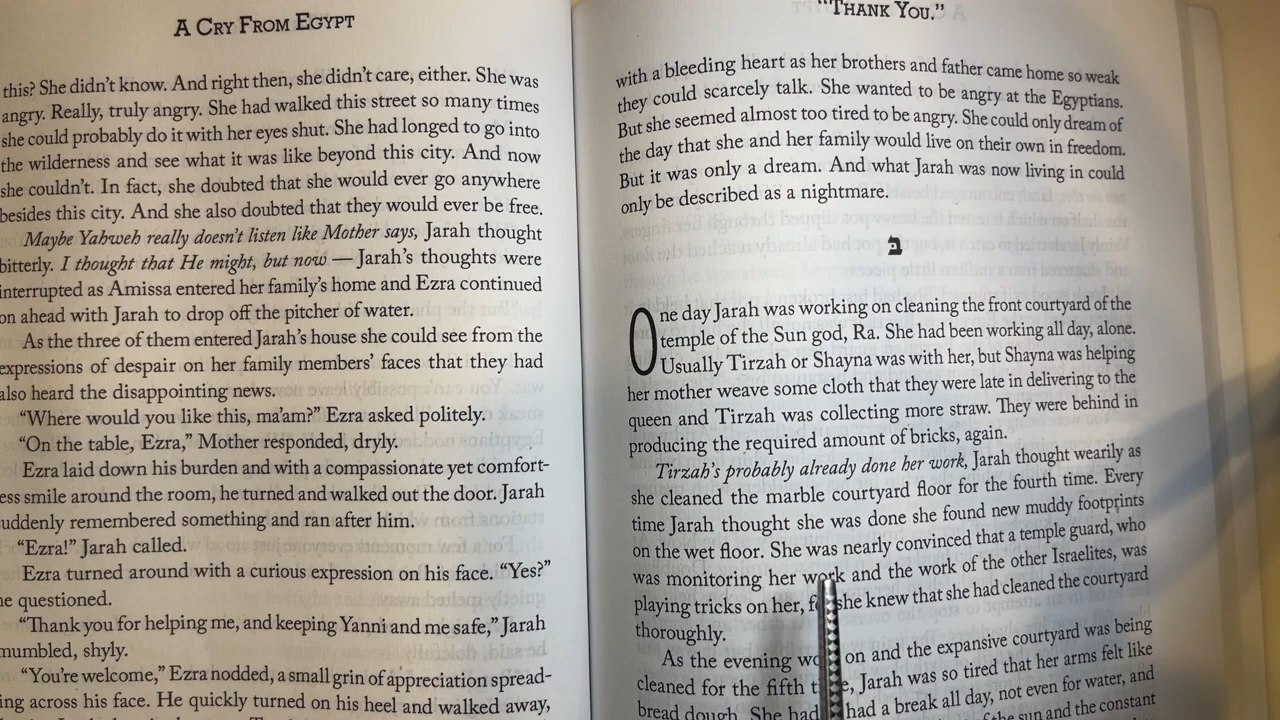 A Cry From Egypt
this? She didn't know. And right then, she didn't care, either. She was
angry. Really, truly angry. She had walked this street so many times
she could probably do it with her eyes shut. She had longed to go into
the wilderness and see what it was like beyond this city. And now
she couldn't. In fact, she doubted that she would ever go anywhere
besides this city. And she also doubted that they would ever be free.
Maybe Yahweh really doesn't listen like Mother says, Jarah thought
bitterly. I thought that He might, but now — Jarah's thoughts were
interrupted as Amissa entered her family's home and Ezra continued
on ahead with Jarah to drop off the pitcher of water.
As the three of them entered Jarah's house she could see from the
expressions of despair on her family members' faces that they had
also heard the disappointing news.
"Where would you like this, ma'am?" Ezra asked politely.
"On the table, Ezra," Mother responded, dryly.
Ezra laid down his burden and with a compassionate yet comfort-
ess smile around the room, he turned and walked out the door. Jarah
uddenly remembered something and ran after him.
"Ezra!" Jarah called.
Ezra turned around with a curious expression on his face. "Yes?"
he questioned.
"Thank you for helping me, and keeping Yanni and me safe," Jarah
mumbled, shyly.
"You're welcome," Ezra nodded, a small grin of appreciation spread-
ing across his face. He quickly turned on his heel and walked away,
"Thank You."
with a bleeding heart as her brothers and father came home so weak
they could scarcely talk. She wanted to be angry at the Egyptians.
But she seemed almost too tired to be angry. She could only dream of
the day that she and her family would live on their own in freedom.
But it was only a dream. And what Jarah was now living in could
only be described as a nightmare.
בּ
One day Jarah was working on cleaning the front courtyard of the
temple of the Sun god, Ra. She had been working all day, alone.
Usually Tirzah or Shayna was with her, but Shayna was helping
her mother weave some cloth that they were late in delivering to the
queen and Tirzah was collecting more straw. They were behind in
producing the required amount of bricks, again.
Tirzah's probably already done her work, Jarah thought wearily as
she cleaned the marble courtyard floor for the fourth time. Every
time Jarah thought she was done she found new muddy footprints
on the wet floor. She was nearly convinced that a temple guard, who
was monitoring her work and the work of the other Israelites, was
playing tricks on her, for she knew that she had cleaned the courtyard
thoroughly.
As the evening wo on and the expansive courtyard was being
cleaned for the fifth t e, Jarah was so tired that her arms felt like
bread dough. She had had a break all day, not even for water, and
of the sun and the constant